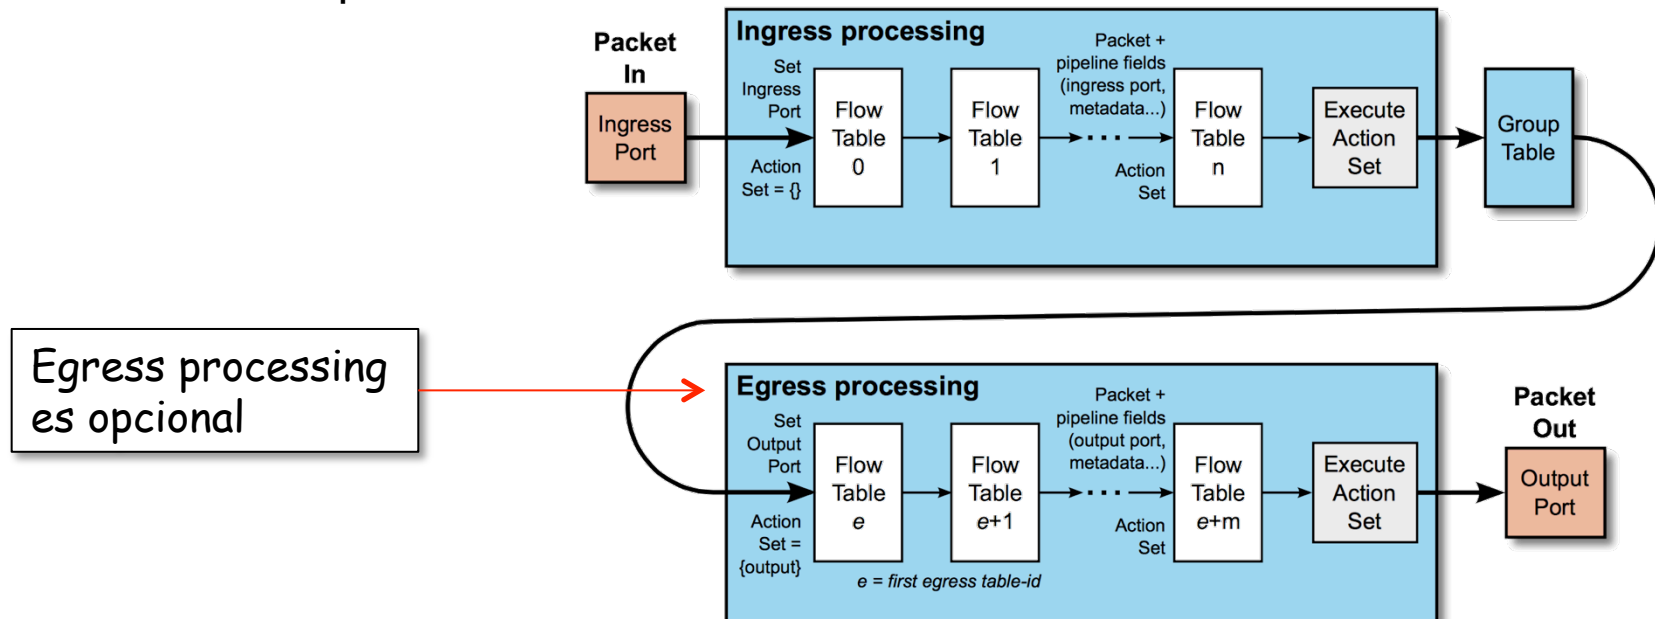 Ingress processing
Packet
In
Ingress
Port
Set
Ingress
Port
Action
Set = {}
Flow
Table
0
Flow
Table
1
Packet +
pipeline fields
(ingress port,
metadata...)
Action
Set
Flow
Table
n
Execute
Action
Set
Group
Table
Egress processing
es opcional
Egress processing
Set
Output
Port
Action
Set =
{output}
Flow
Table
e
Flow
Table
e+1
e = first egress table-id
Packet +
pipeline fields
(output port,
metadata...)
Action
Set
Flow
Table
e+m
Execute
Action
Set
Packet
Out
Output
Port